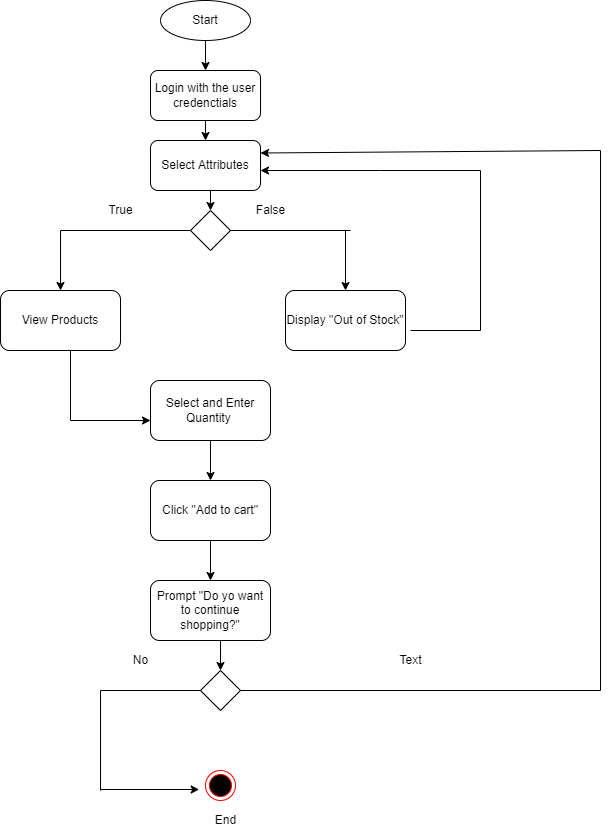 Start
Login with the user
credenctials
Select Attributes
True
False
View Products
Display "Out of Stock"
Select and Enter
Quantity
Click "Add to cart"
Prompt "Do yo want
to continue
shopping?"
No
Text
End